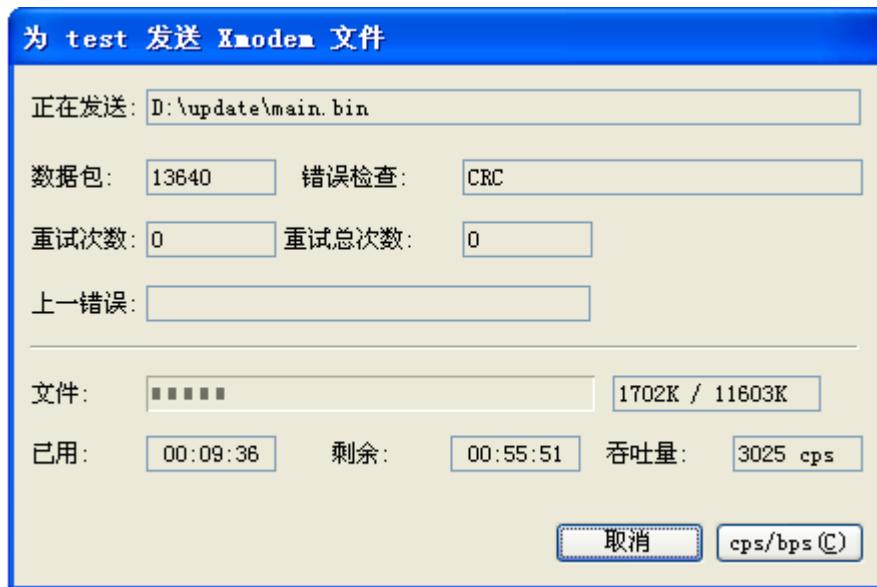 为 test 发送 Xmodem 文件
正在发送: D:\update\main.bin
数据包: 13640 错误检查: CRC
重试次数: 0 重试总次数: 0
上一错误:
文件: 1702K / 11603K
已用: 00:09:36 剩余: 00:55:51 吞吐量: 3025 cps
取消 cps/bps(C)